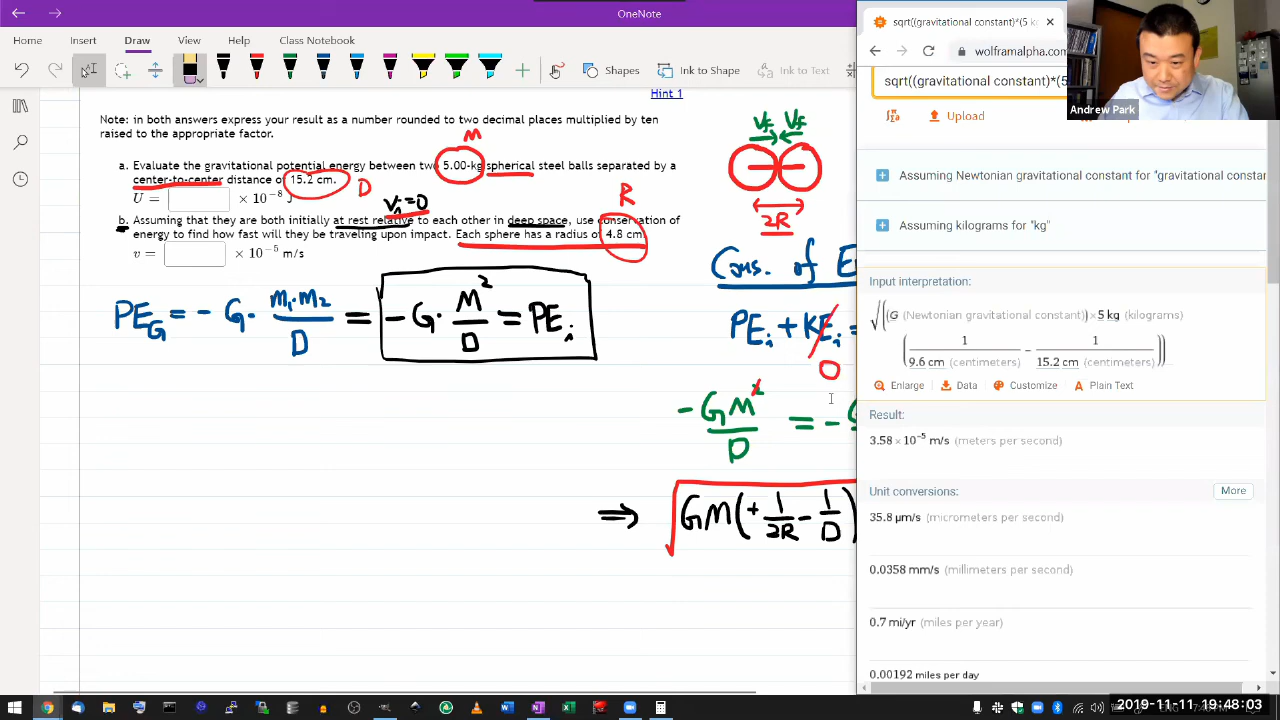 OneNote
Home Insert Draw View Class Notebook
Shapes Ink to Shape Ink to Text
sqrt((gravitational constant)*(5 k
wolframalpha.com
sqrt((gravitational constant)*(5
Andrew Park
Upload
Hint 1
Note: in both answers express your result as a number rounded to two decimal places multiplied by ten
raised to the appropriate factor.
M
a. Evaluate the gravitational potential energy between two 5.00-kg spherical steel balls separated by a
center-to-center distance of 15.2 cm.
D
U = × 10⁻⁸ J
vᵢ=0
R
b. Assuming that they are both initially at rest relative to each other in deep space, use conservation of
energy to find how fast will they be traveling upon impact. Each sphere has a radius of 4.8 cm.
v = × 10⁻⁵ m/s
PE_G = - G · m₁·m₂ / D = - G · M² / D = PEᵢ
Vf Vf
2R
Cons. of E
PEᵢ + KEᵢ =
0
-GM² / D = -
⇒ √GM(+ 1/2R - 1/D)
Assuming Newtonian gravitational constant for "gravitational constan
Assuming kilograms for "kg"
Input interpretation:
√((G (Newtonian gravitational constant))×5 kg (kilograms)
(1 / 9.6 cm (centimeters) − 1 / 15.2 cm (centimeters)))
Enlarge Data Customize Plain Text
Result:
3.58 × 10⁻⁵ m/s (meters per second)
Unit conversions:
More
35.8 µm/s (micrometers per second)
0.0358 mm/s (millimeters per second)
0.7 mi/yr (miles per year)
0.00192 miles per day
2019-11-11 19:48:03